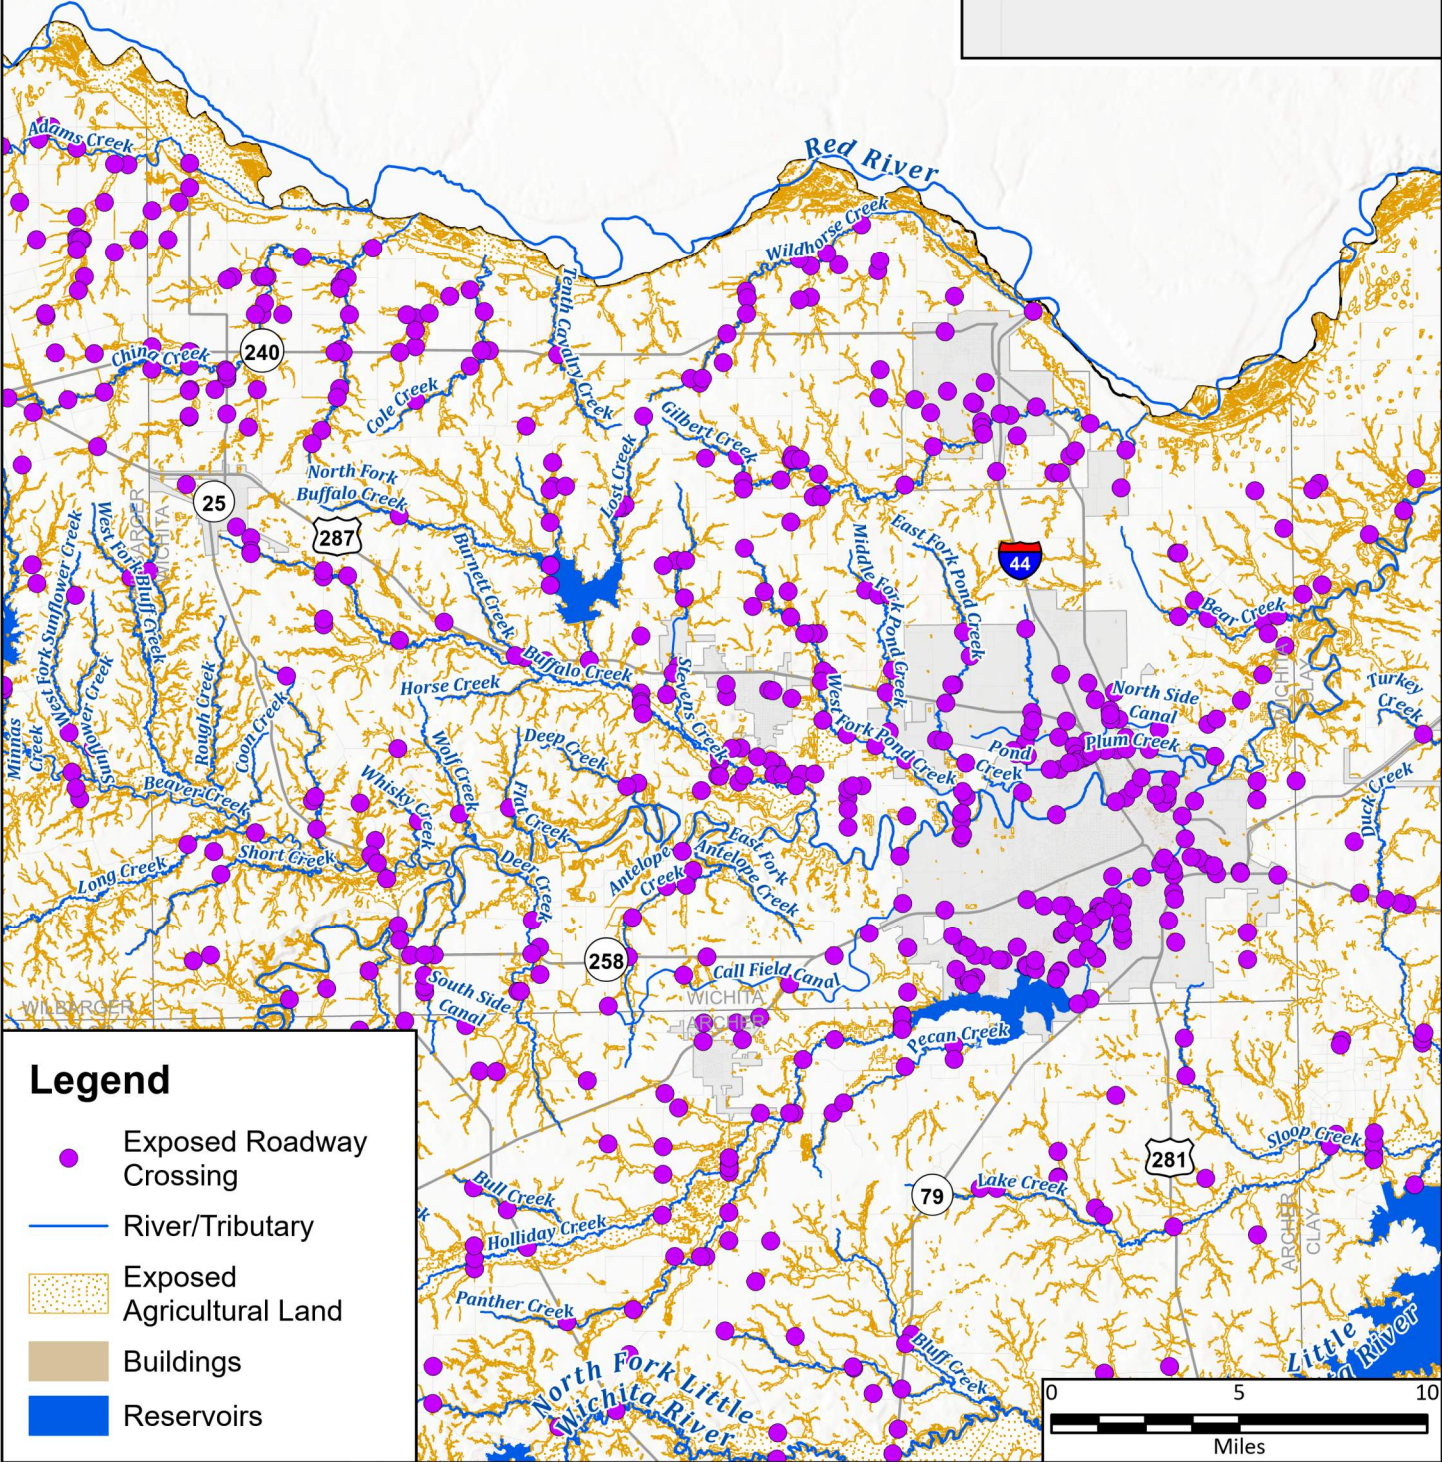 Red River
Adams Creek
Wildhorse Creek
Tenth Cavalry Creek
China Creek
240
Cole Creek
Gilbert Creek
Lost Creek
North Fork
Buffalo Creek
25
287
WICHITA
Burnett Creek
Middle Fork Pond Creek
East Fork Pond Creek
44
West Fork Sunflower Creek
West Fork Bluff Creek
Bear Creek
Rough Creek
Coon Creek
Horse Creek
Buffalo Creek
Stevens Creek
West Fork Pond Creek
North Side
Canal
Turkey
Creek
WICHITA
CLAY
Minnas
Creek
Wolf Creek
Deep Creek
Pond
Creek
Plum Creek
Beaver Creek
Whisky Creek
Flat Creek
Duck Creek
Long Creek
Short Creek
Deer Creek
Antelope
Creek
East Fork
Antelope Creek
258
Call Field Canal
South Side
Canal
WILBARGER
WICHITA
ARCHER
Pecan Creek
Legend
Exposed Roadway
Crossing
River/Tributary
Exposed
Agricultural Land
Buildings
Reservoirs
281
Sloop Creek
79
Lake Creek
Bull Creek
Holliday Creek
ARCHER
CLAY
Panther Creek
Bluff Creek
North Fork Little
Wichita River
Little
River
0 5 10
Miles